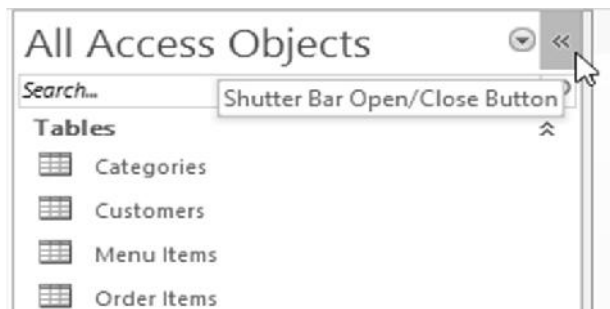 All Access Objects
Search...
Shutter Bar Open/Close Button
Tables
Categories
Customers
Menu Items
Order Items